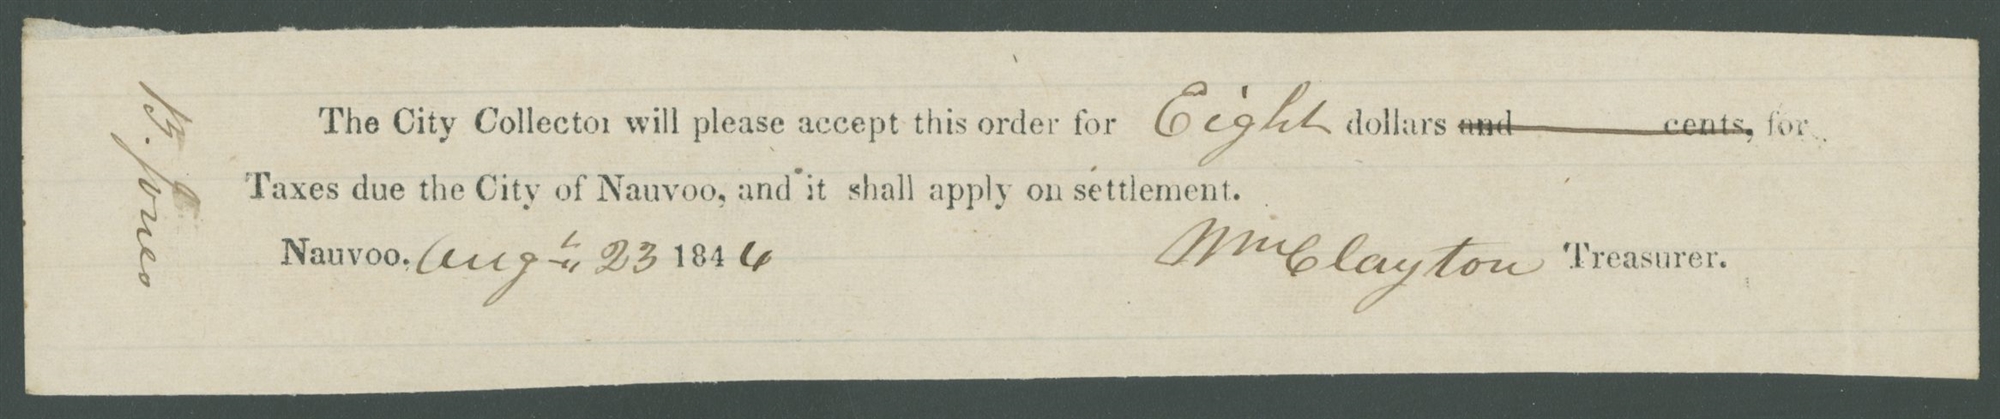 B. Jones
The City Collector will please accept this order for Eight dollars and cents, for
Taxes due the City of Nauvoo, and it shall apply on settlement.
Nauvoo. Augt. 23 1844 Wm Clayton Treasurer.